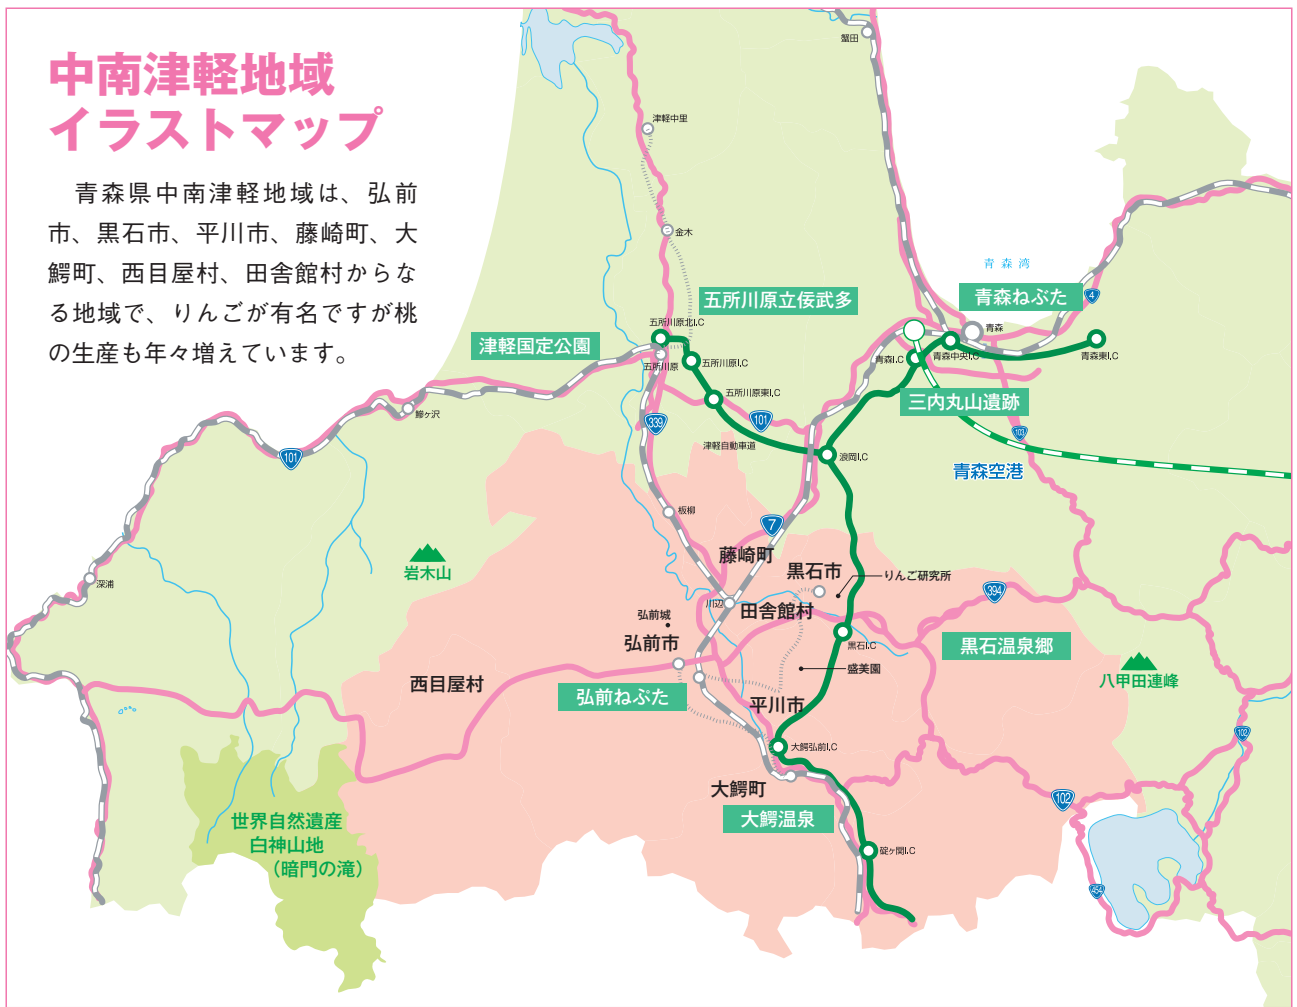 中南津軽地域
イラストマップ
青森県中南津軽地域は、弘前
市、黒石市、平川市、藤崎町、大
鰐町、西目屋村、田舎館村からな
る地域で、りんごが有名ですが桃
の生産も年々増えています。
蟹田
津軽中里
金木
青森湾
4
青森ねぶた
五所川原立佞武多
五所川原北I.C
津軽国定公園
五所川原
五所川原I.C
青森
青森I.C
青森中央I.C
青森東I.C
五所川原東I.C
三内丸山遺跡
鰺ヶ沢
339
101
103
津軽自動車道
101
浪岡I.C
青森空港
板柳
7
藤崎町
岩木山
深浦
黒石市
りんご研究所
394
川辺
田舎館村
弘前城
弘前市
黒石I.C
黒石温泉郷
盛美園
八甲田連峰
西目屋村
弘前ねぷた
平川市
102
大鰐弘前I.C
大鰐町
102
大鰐温泉
世界自然遺産
白神山地
（暗門の滝）
碇ヶ関I.C
454